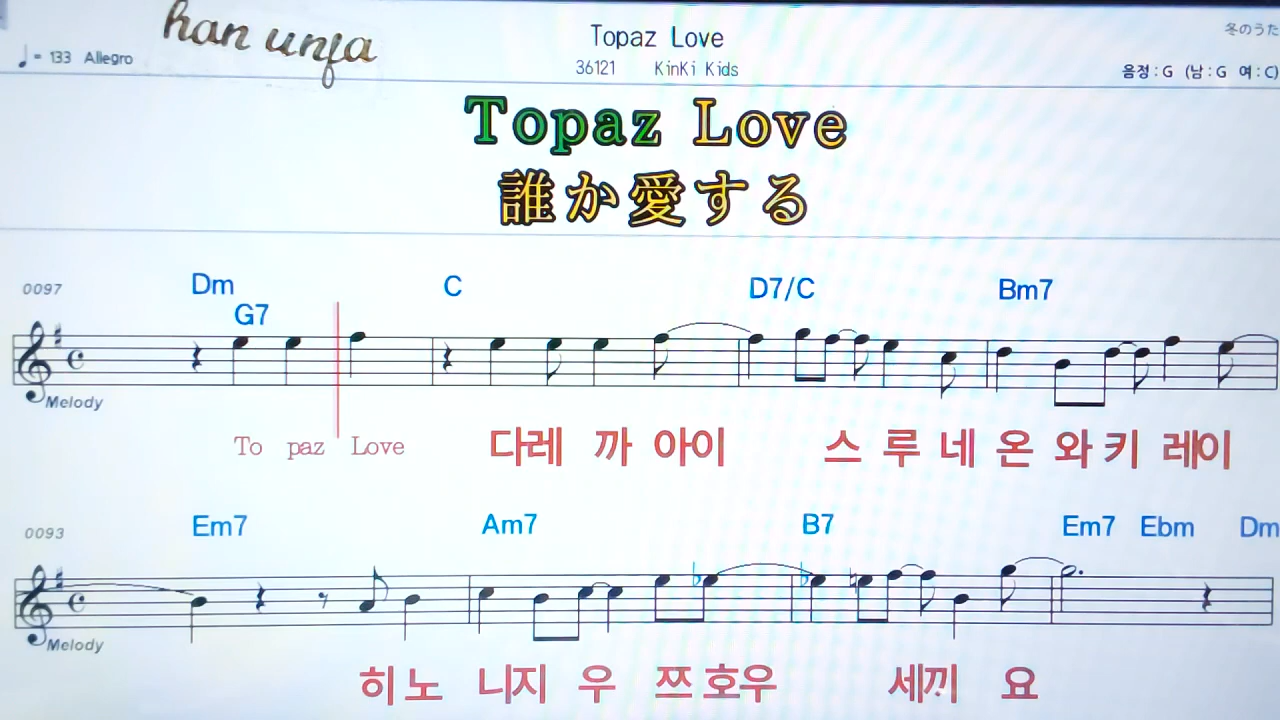 han unfa
Topaz Love
冬のうた
♩= 133 Allegro
36121 KinKi Kids
음정 : G (남 : G 여 : C)
Topaz Love
誰か愛する
0097 Dm C D7/C Bm7
G7
Melody
To paz Love 다레 까 아이 스 루 네 온 와 키 레이
0093 Em7 Am7 B7 Em7 Ebm Dm
Melody
히 노 니지 우 쯔 호우 세끼 요